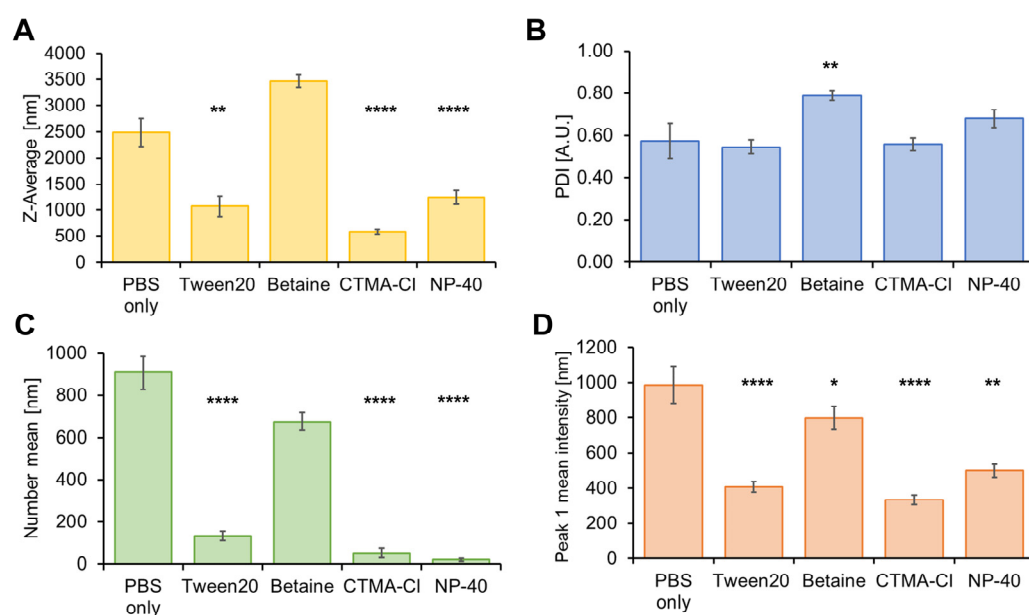 A
Z-Average [nm]
4000
3500
3000
2500
2000
1500
1000
500
0
** **** ****
PBS only Tween20 Betaine CTMA-Cl NP-40
B
PDI [A.U.]
1.00
0.80
0.60
0.40
0.20
0.00
**
PBS only Tween20 Betaine CTMA-Cl NP-40
C
Number mean [nm]
1000
800
600
400
200
0
**** **** ****
PBS only Tween20 Betaine CTMA-Cl NP-40
D
Peak 1 mean intensity [nm]
1200
1000
800
600
400
200
0
**** * **** **
PBS only Tween20 Betaine CTMA-Cl NP-40